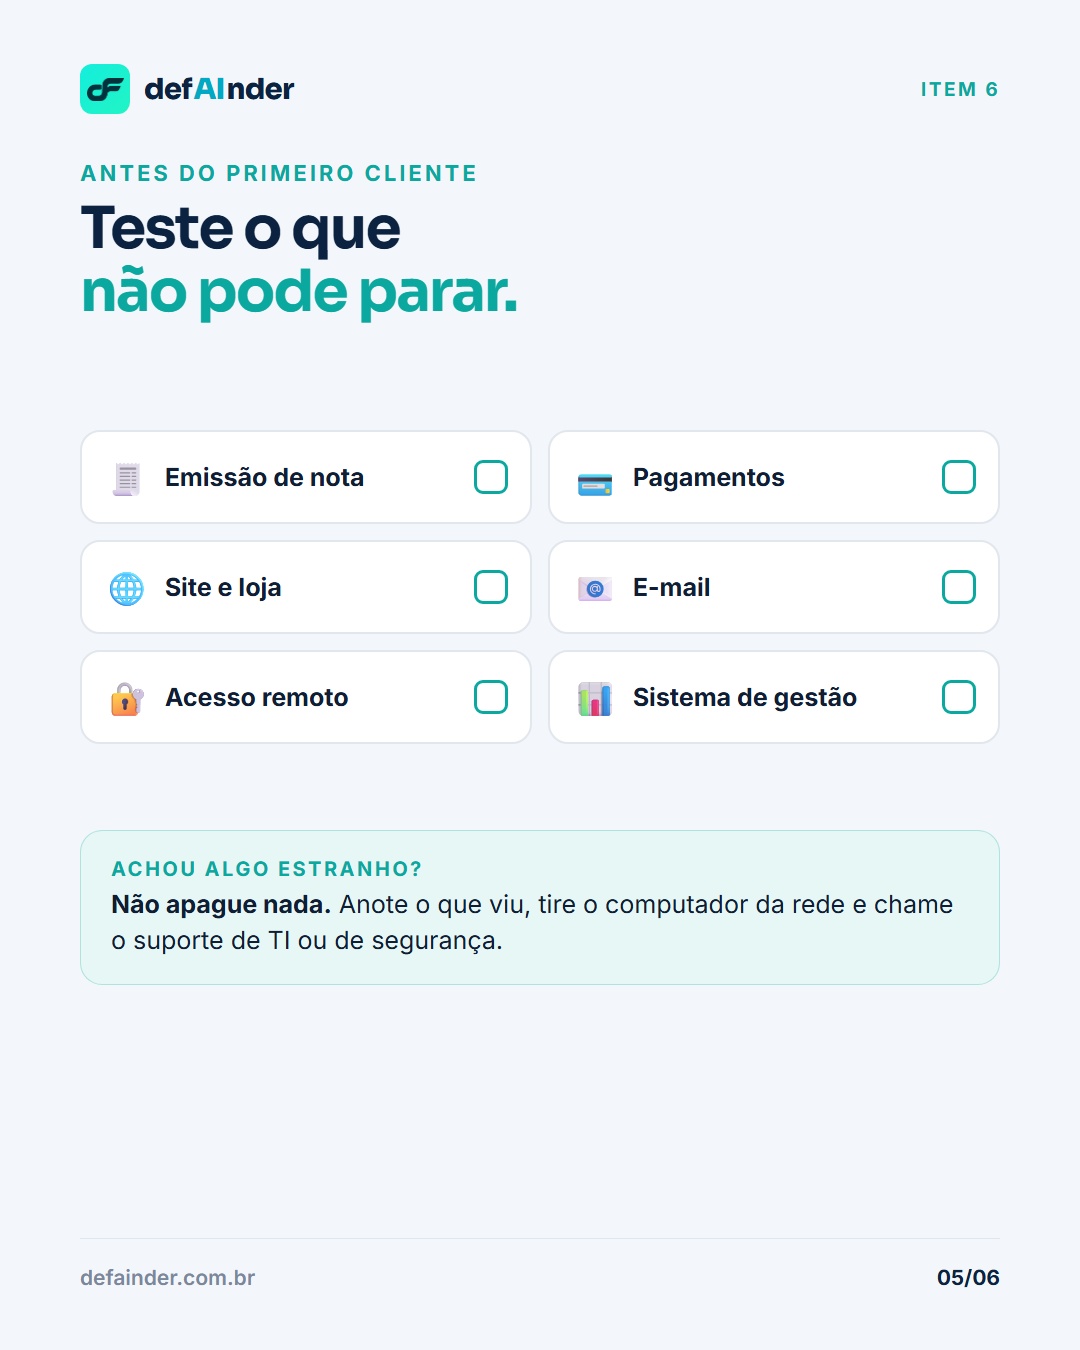 defAInder
ITEM 6
ANTES DO PRIMEIRO CLIENTE
Teste o que
não pode parar.
Emissão de nota
Pagamentos
Site e loja
E-mail
Acesso remoto
Sistema de gestão
ACHOU ALGO ESTRANHO?
Não apague nada. Anote o que viu, tire o computador da rede e chame
o suporte de TI ou de segurança.
defainder.com.br
05/06